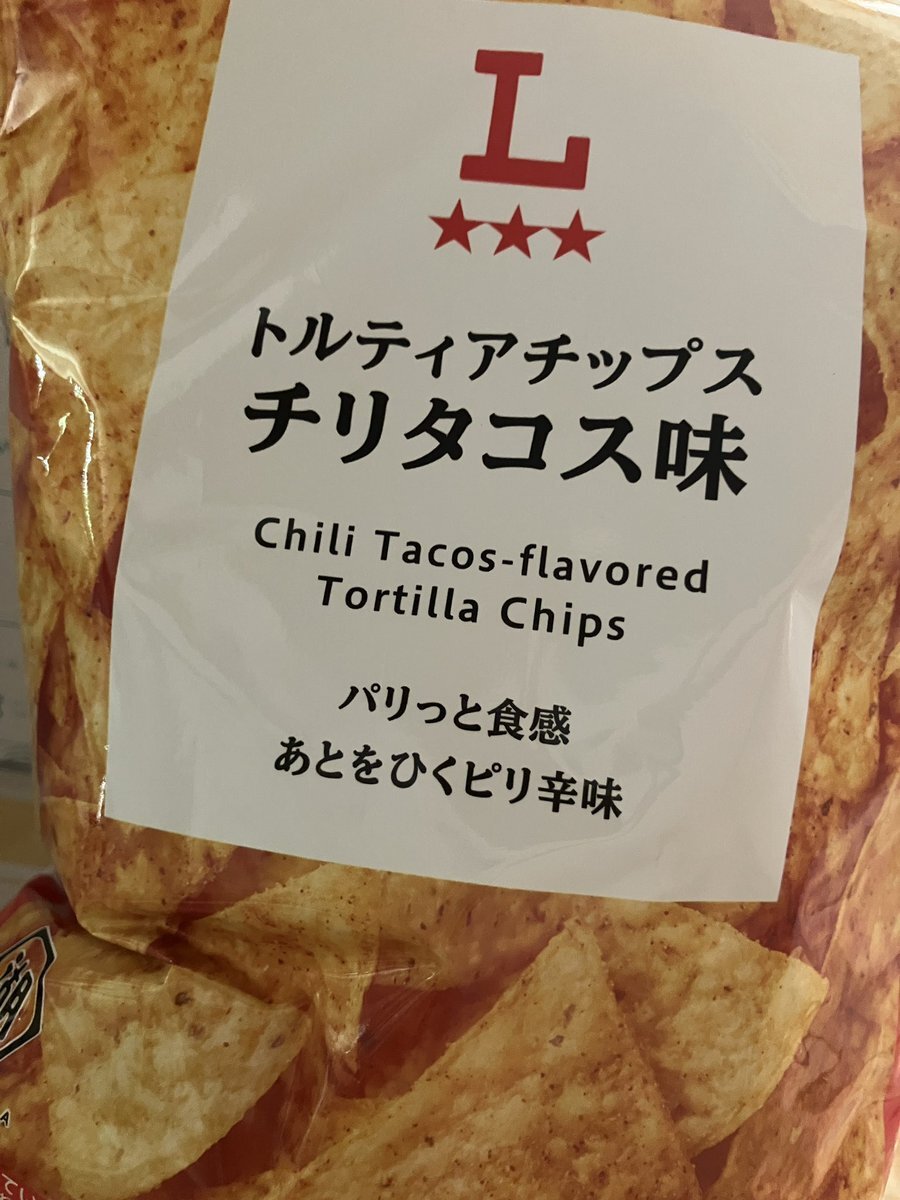 L
★★★
トルティアチップス
チリタコス味
Chili Tacos-flavored
Tortilla Chips
パリっと食感
あとをひくピリ辛味
A